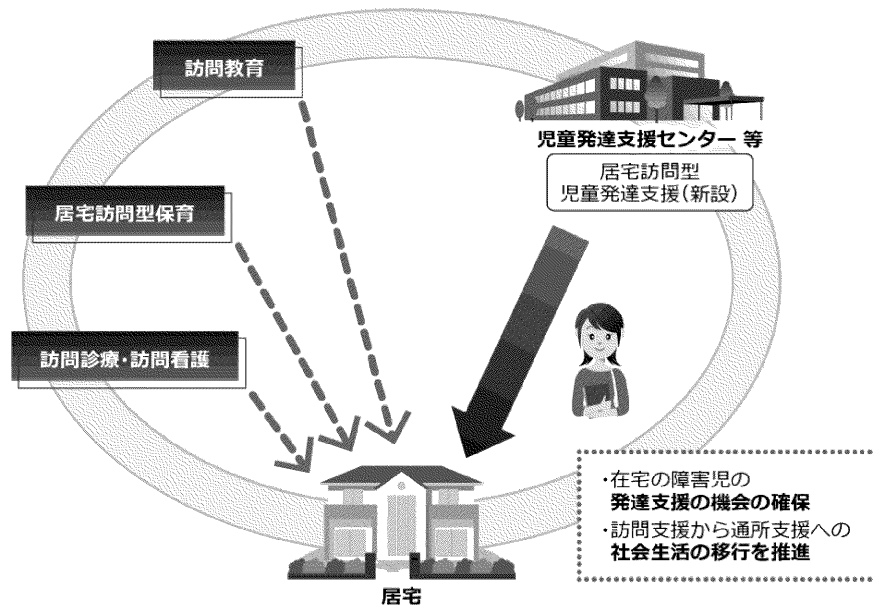 訪問教育
児童発達支援センター 等
居宅訪問型
児童発達支援(新設)
居宅訪問型保育
訪問診療・訪問看護
・在宅の障害児の
発達支援の機会の確保
・訪問支援から通所支援への
社会生活の移行を推進
居宅